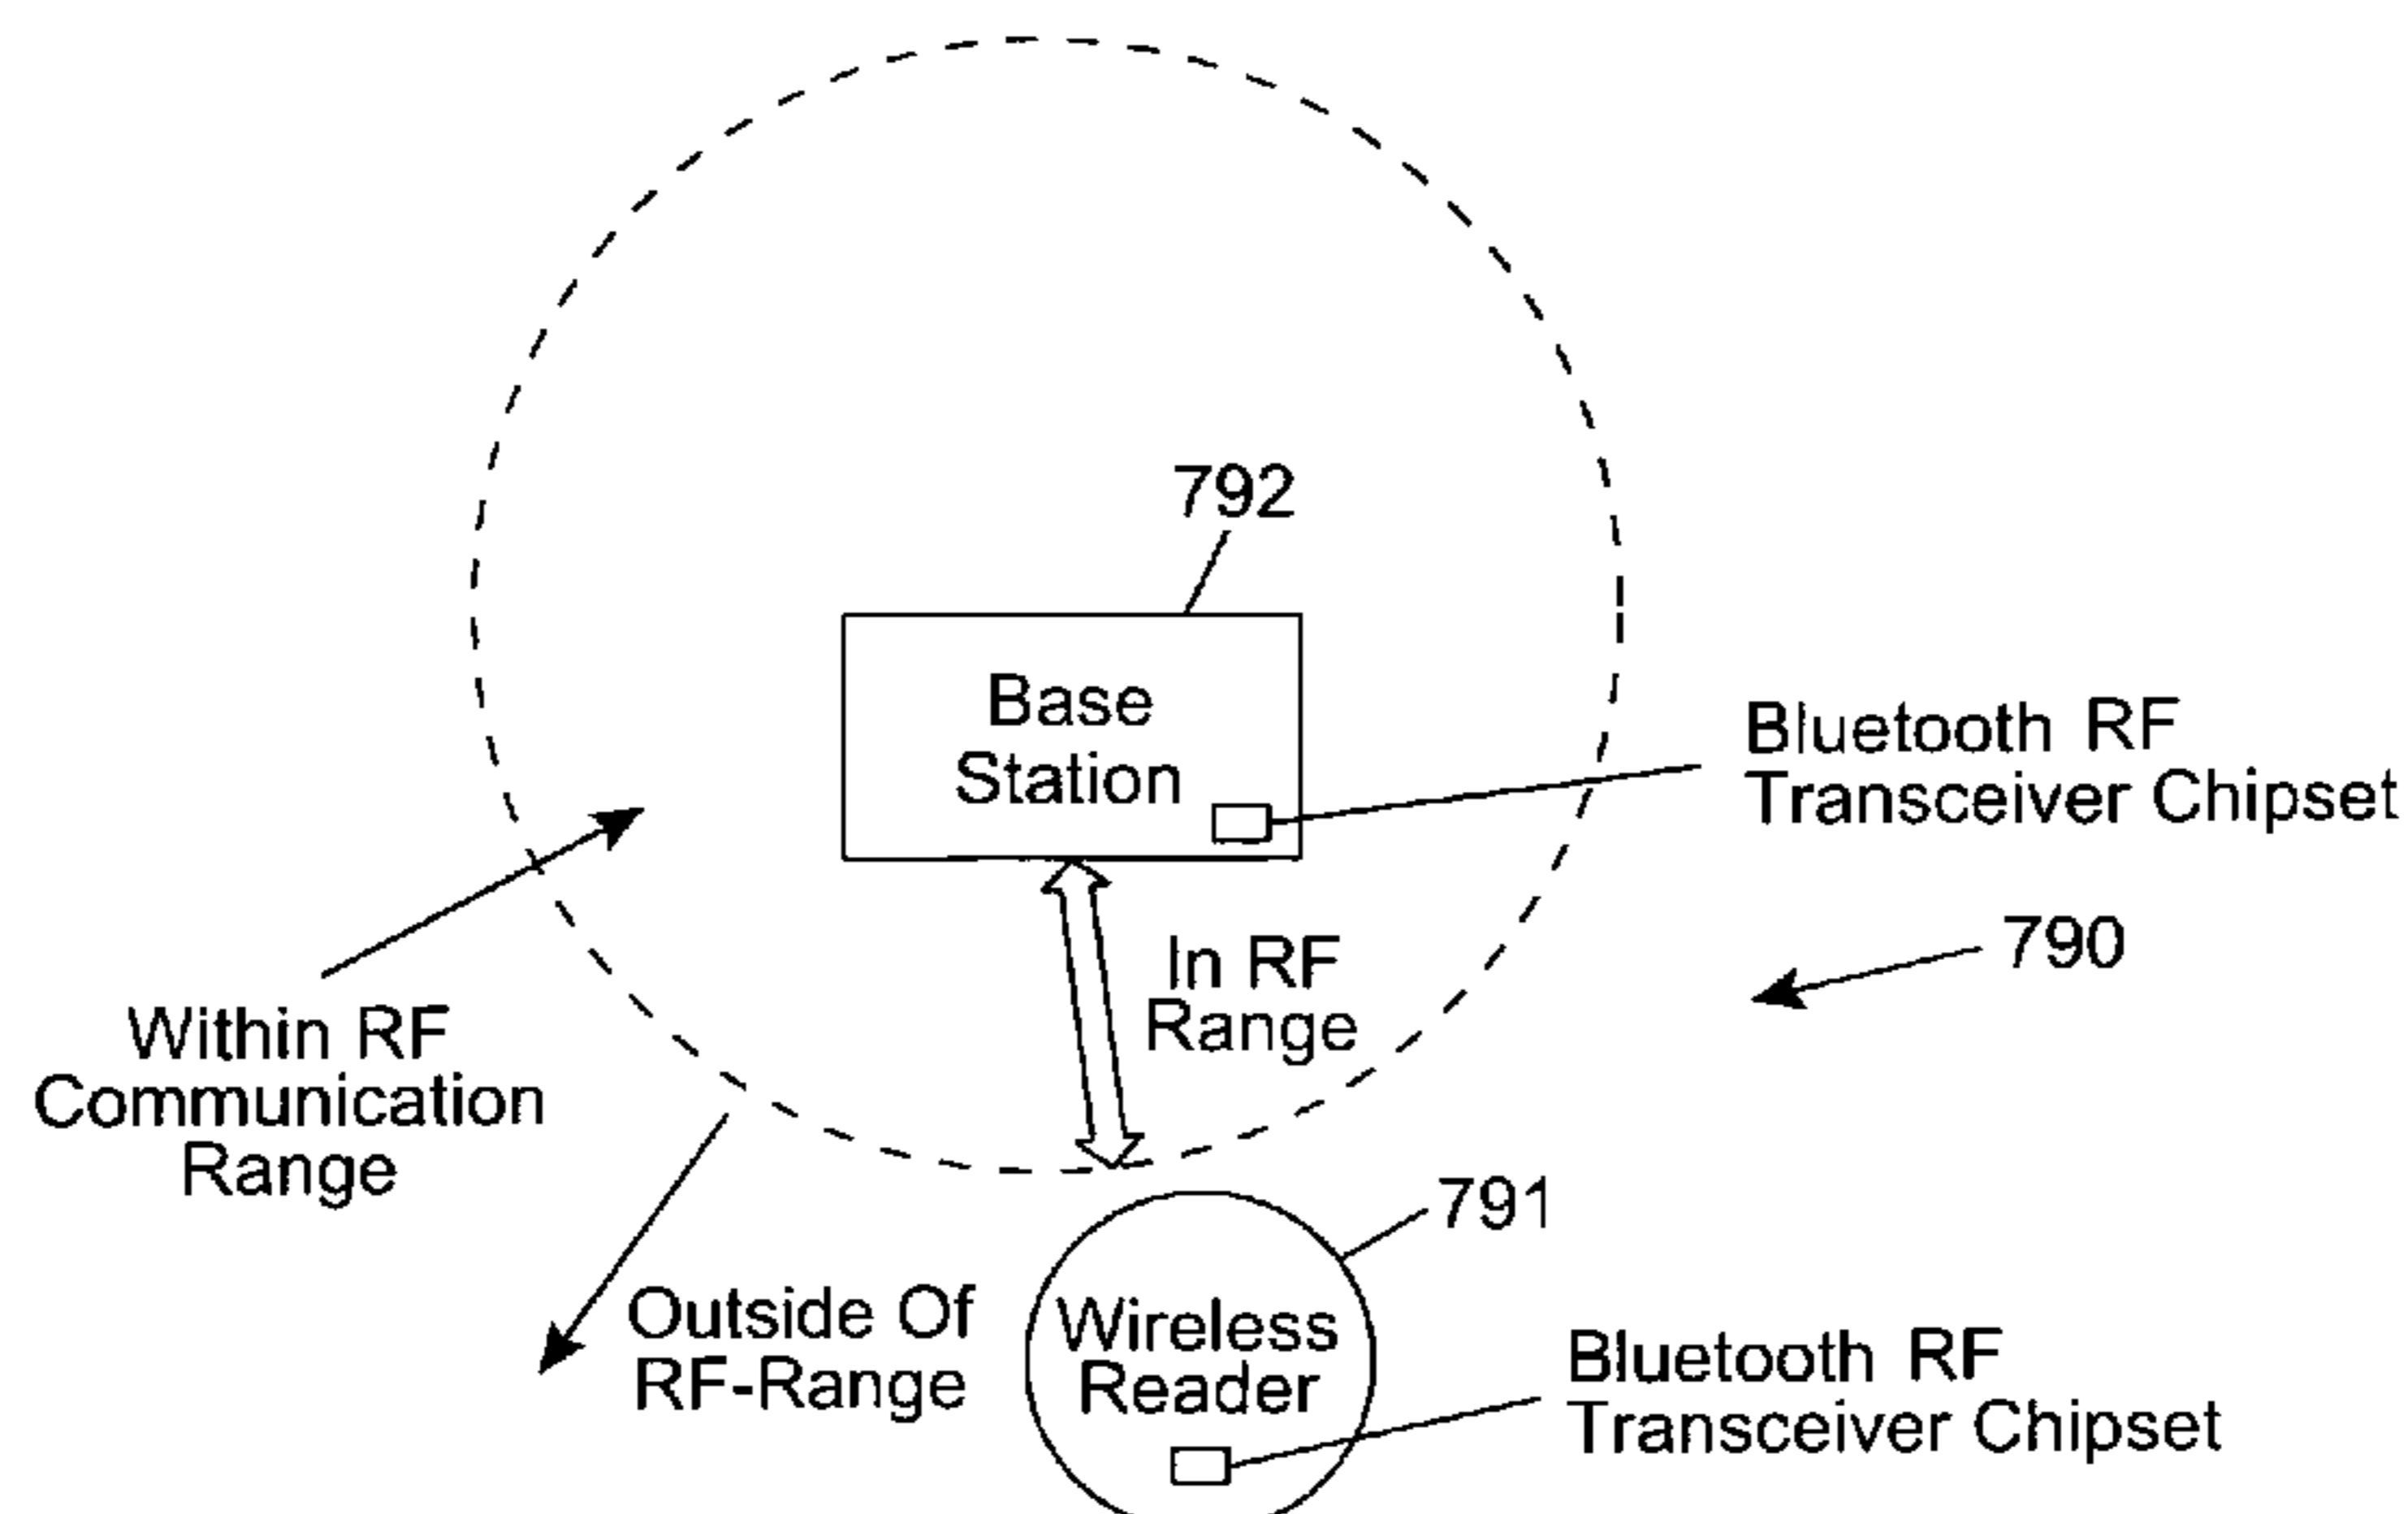 792
Base
Station
Bluetooth RF
Transceiver Chipset
790
In RF
Range
Within RF
Communication
Range
791
Outside Of
RF-Range
Wireless
Reader
Bluetooth RF
Transceiver Chipset